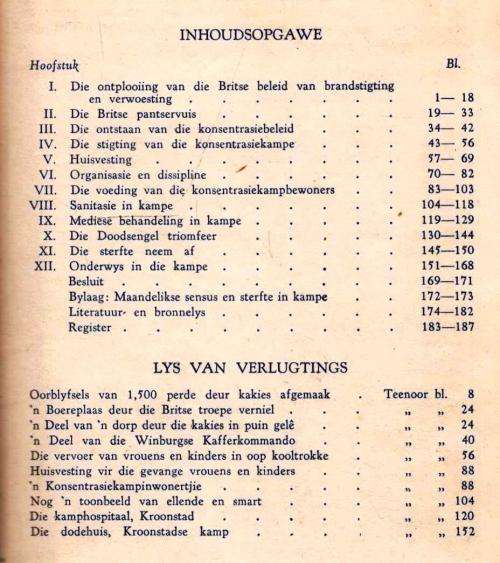 INHOUDSOPGAWE
Hoofstuk Bl.
I. Die ontplooiing van die Britse beleid van brandstigting
en verwoesting . . . . . . . 1— 18
II. Die Britse pantservuis . . . . . . 19— 33
III. Die ontstaan van die konsentrasiebeleid . . . . 34— 42
IV. Die stigting van die konsentrasiekampe . . . . 43— 56
V. Huisvesting . . . . . . . . 57— 69
VI. Organisasie en dissipline . . . . . . 70— 82
VII. Die voeding van die konsentrasiekampbewoners . . . 83—103
VIII. Sanitasie in kampe . . . . . . . 104—118
IX. Mediese behandeling in kampe . . . . . 119—129
X. Die Doodsengel triomfeer . . . . . 130—144
XI. Die sterfte neem af . . . . . . 145—150
XII. Onderwys in die kampe . . . . . . 151—168
Besluit . . . . . . . . 169—171
Bylaag: Maandelikse sensus en sterfte in kampe . . . 172—173
Literatuur- en bronnelys . . . . . . 174—182
Register . . . . . . . . 183—187
LYS VAN VERLUGTINGS
Oorblyfsels van 1,500 perde deur kakies afgemaak . Teenoor bl. 8
'n Boereplaas deur die Britse troepe verniel . . . „ „ 24
'n Deel van 'n dorp deur die kakies in puin gelê . . „ „ 24
'n Deel van die Winburgse Kafferkommando . . . „ „ 40
Die vervoer van vrouens en kinders in oop kooltrokke . . „ „ 56
Huisvesting vir die gevange vrouens en kinders . . . „ „ 88
'n Konsentrasiekampinwonertjie . . . . . „ „ 88
Nog 'n toonbeeld van ellende en smart . . . . „ „ 104
Die kamphospitaal, Kroonstad . . . . . „ „ 120
Die dodehuis, Kroonstadse kamp . . . . „ „ 152